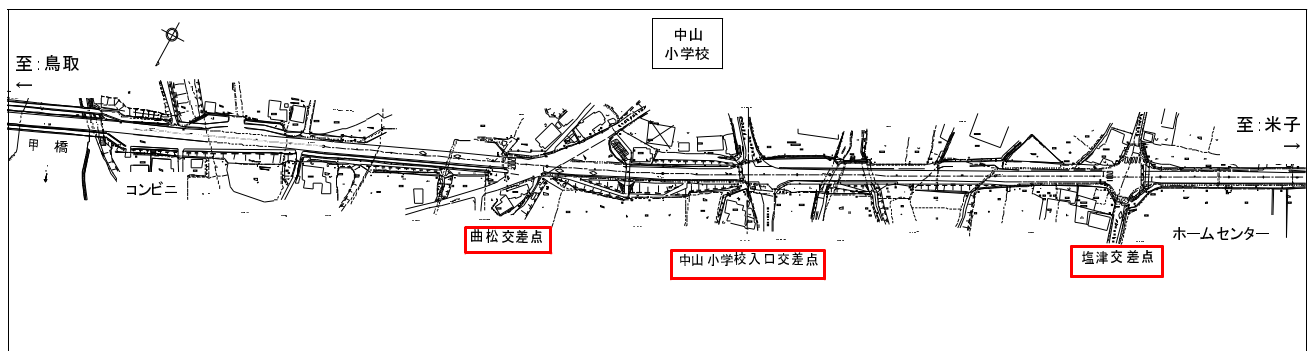 中山
小学校
至:鳥取
←
至:米子
→
甲橋
コンビニ
曲松交差点
中山小学校入口交差点
塩津交差点
ホームセンター